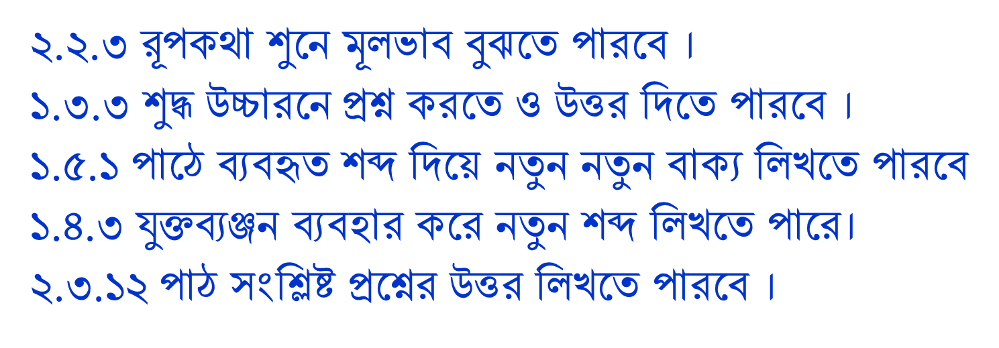 ২.২.৩ রূপকথা শুনে মূলভাব বুঝতে পারবে ।
১.৩.৩ শুদ্ধ উচ্চারনে প্রশ্ন করতে ও উত্তর দিতে পারবে ।
১.৫.১ পাঠে ব্যবহৃত শব্দ দিয়ে নতুন নতুন বাক্য লিখতে পারবে
১.৪.৩ যুক্তব্যঞ্জন ব্যবহার করে নতুন শব্দ লিখতে পারে।
২.৩.১২ পাঠ সংশ্লিষ্ট প্রশ্নের উত্তর লিখতে পারবে ।